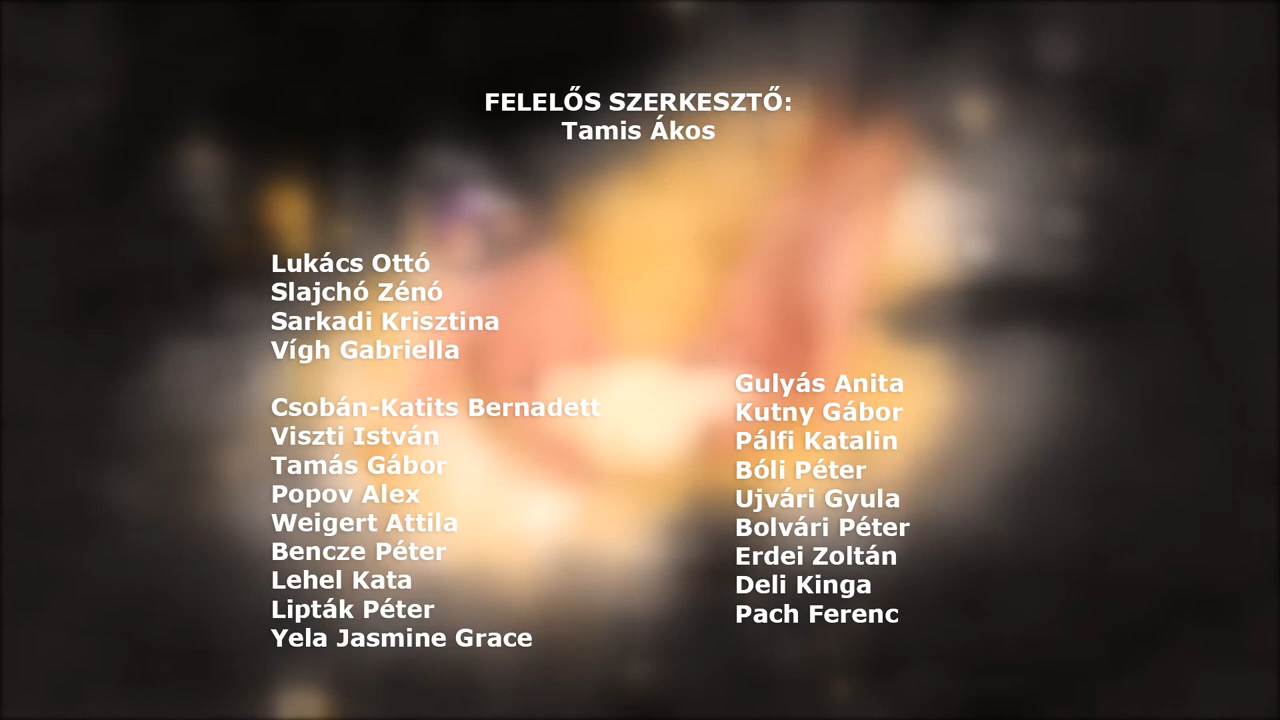 FELELŐS SZERKESZTŐ:
Tamis Ákos
Lukács Ottó
Slajchó Zénó
Sarkadi Krisztina
Vígh Gabriella
Csobán-Katits Bernadett
Viszti István
Tamás Gábor
Popov Alex
Weigert Attila
Bencze Péter
Lehel Kata
Lipták Péter
Yela Jasmine Grace
Gulyás Anita
Kutny Gábor
Pálfi Katalin
Bóli Péter
Ujvári Gyula
Bolvári Péter
Erdei Zoltán
Deli Kinga
Pach Ferenc